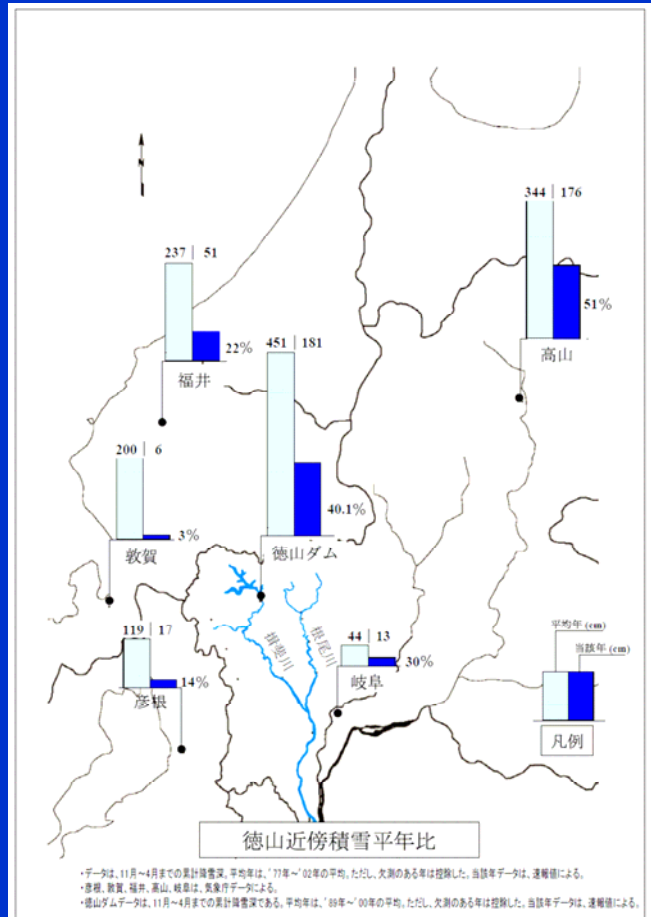 N
344 | 176
51%
高山
237 | 51
22%
福井
451 | 181
40.1%
徳山ダム
200 | 6
3%
敦賀
119 | 17
14%
彦根
揖斐川
根尾川
44 | 13
30%
岐阜
平均年 (cm)
当該年 (cm)
凡例
徳山近傍積雪平年比
・データは、11月～4月までの累計降雪深。平均年は、'77年～'02年の平均。ただし、欠測のある年は控除した。当該年データは、速報値による。
・彦根、敦賀、福井、高山、岐阜は、気象庁データによる。
・徳山ダムデータは、11月～4月までの累計降雪深である。平均年は、'89年～'00年の平均。ただし、欠測のある年は控除した。当該年データは、速報値による。